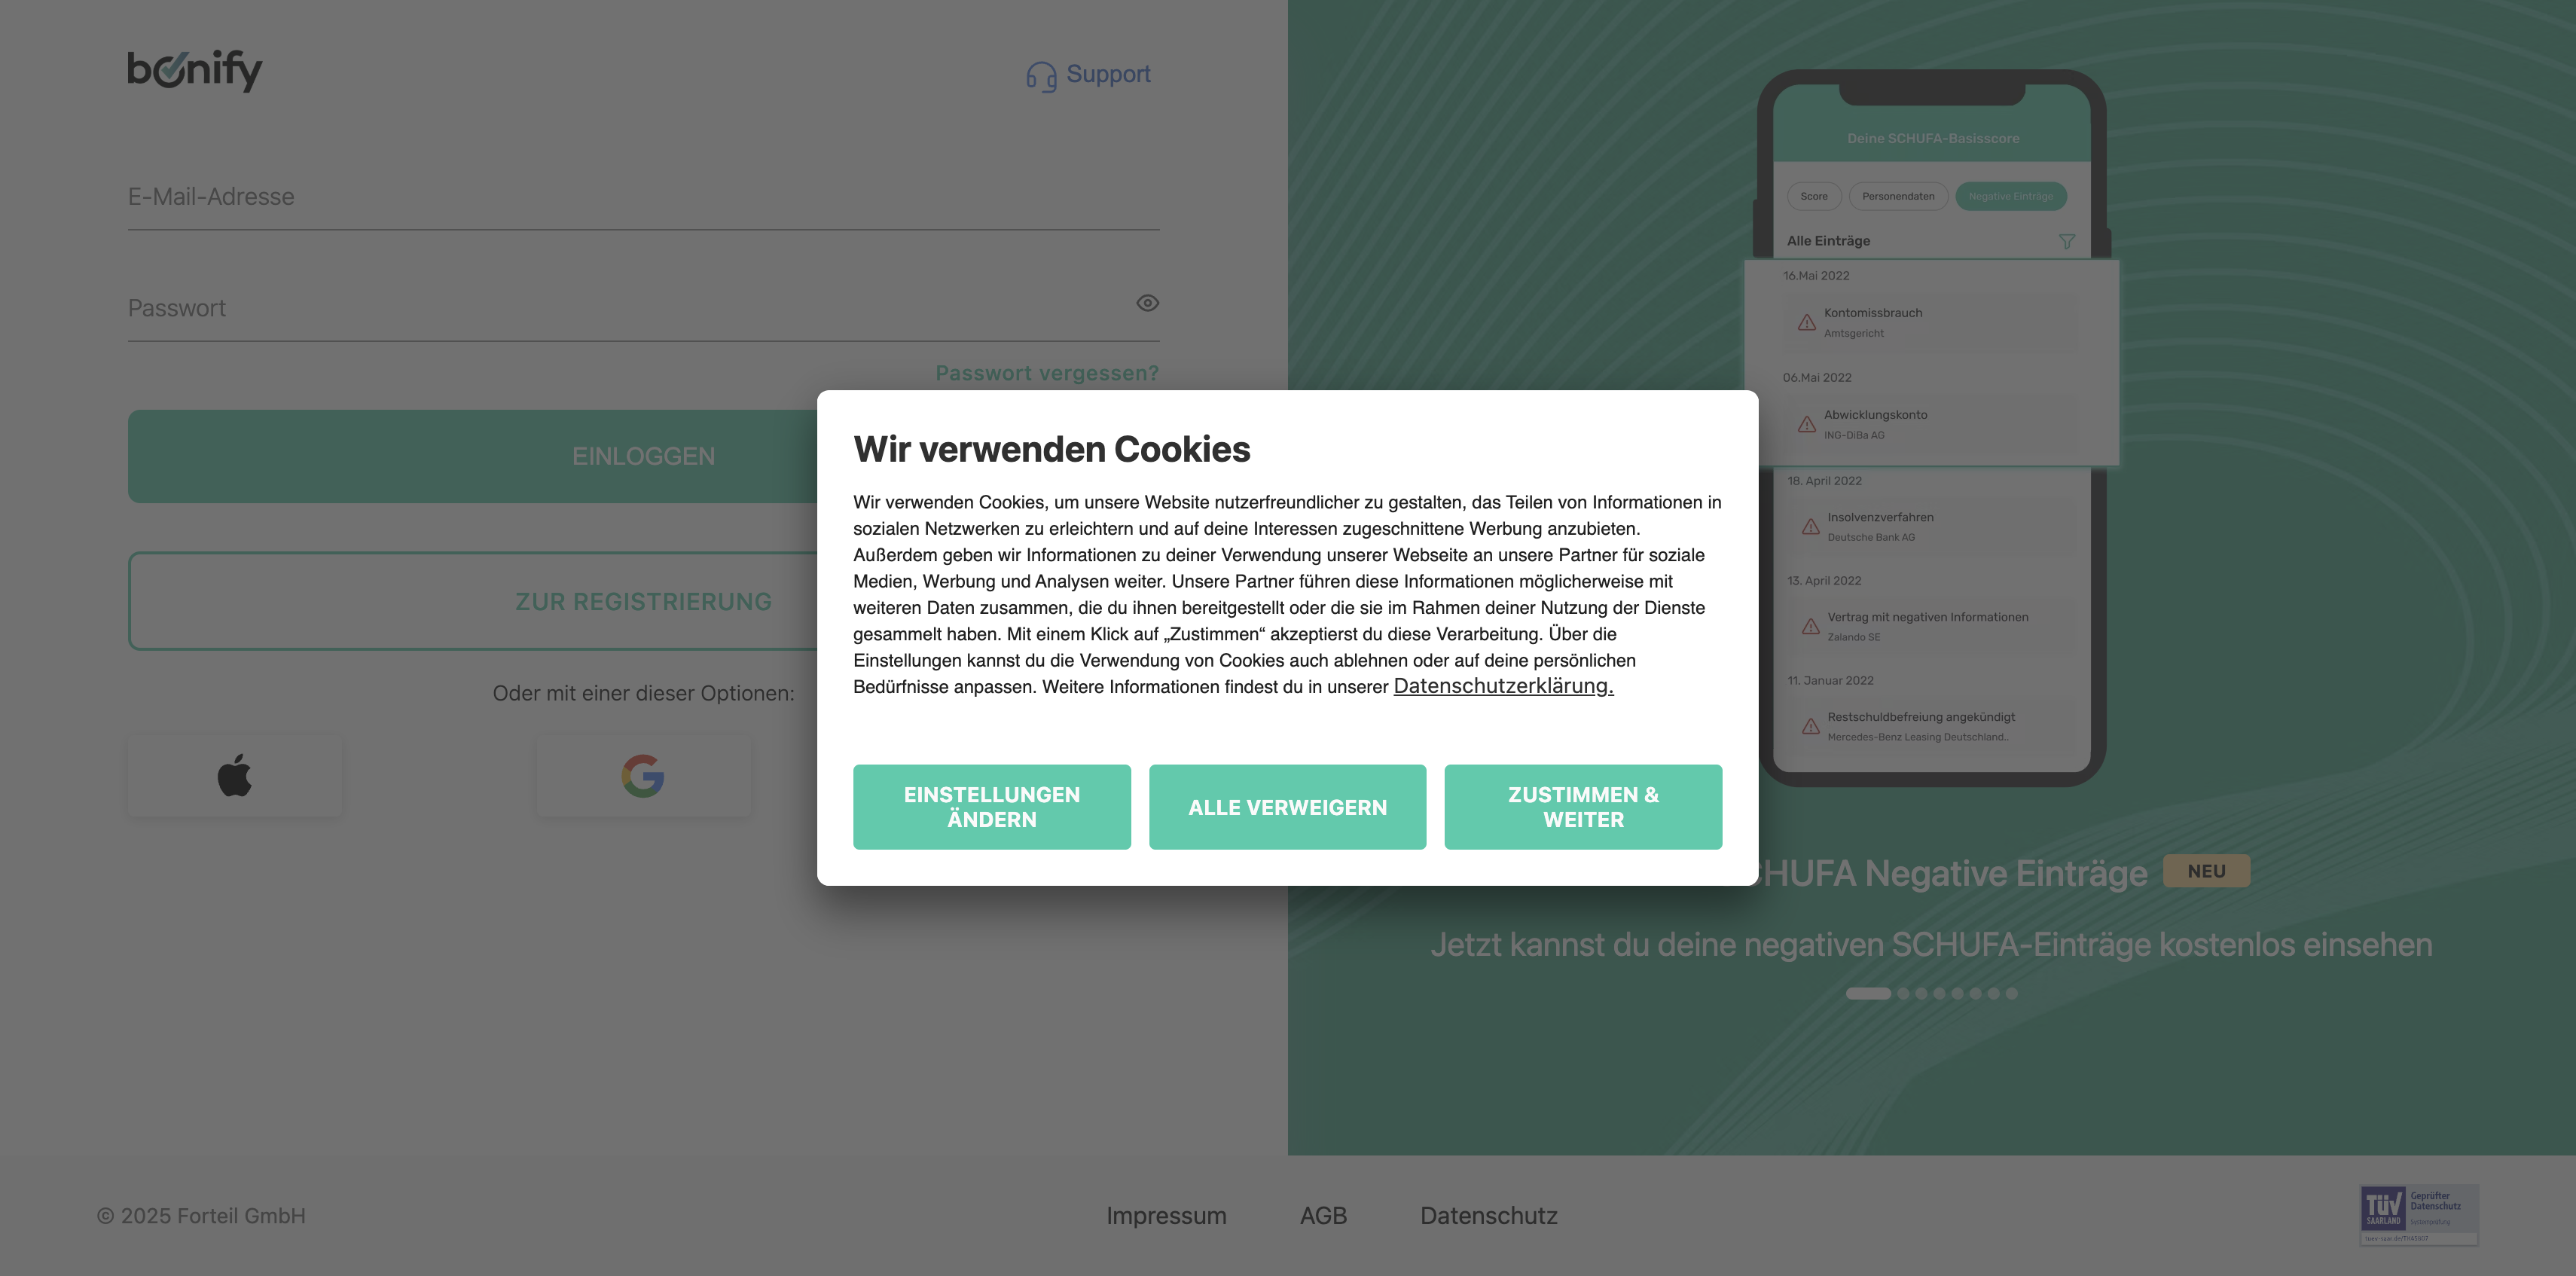 bonify
Support
E-Mail-Adresse
Passwort
Passwort vergessen?
EINLOGGEN
ZUR REGISTRIERUNG
Oder mit einer dieser Optionen:
Wir verwenden Cookies
Wir verwenden Cookies, um unsere Website nutzerfreundlicher zu gestalten, das Teilen von Informationen in
sozialen Netzwerken zu erleichtern und auf deine Interessen zugeschnittene Werbung anzubieten.
Außerdem geben wir Informationen zu deiner Verwendung unserer Webseite an unsere Partner für soziale
Medien, Werbung und Analysen weiter. Unsere Partner führen diese Informationen möglicherweise mit
weiteren Daten zusammen, die du ihnen bereitgestellt oder die sie im Rahmen deiner Nutzung der Dienste
gesammelt haben. Mit einem Klick auf „Zustimmen“ akzeptierst du diese Verarbeitung. Über die
Einstellungen kannst du die Verwendung von Cookies auch ablehnen oder auf deine persönlichen
Bedürfnisse anpassen. Weitere Informationen findest du in unserer Datenschutzerklärung.
EINSTELLUNGEN
ÄNDERN
ALLE VERWEIGERN
ZUSTIMMEN &
WEITER
Deine SCHUFA-Basisscore
Score
Personendaten
Negative Einträge
Alle Einträge
16.Mai 2022
Kontomissbrauch
Amtsgericht
06.Mai 2022
Abwicklungskonto
ING-DiBa AG
18. April 2022
Insolvenzverfahren
Deutsche Bank AG
13. April 2022
Vertrag mit negativen Informationen
Zalando SE
11. Januar 2022
Restschuldbefreiung angekündigt
Mercedes-Benz Leasing Deutschland..
HUFA Negative Einträge NEU
Jetzt kannst du deine negativen SCHUFA-Einträge kostenlos einsehen
© 2025 Forteil GmbH
Impressum
AGB
Datenschutz
TÜV
SAARLAND
Geprüfter
Datenschutz